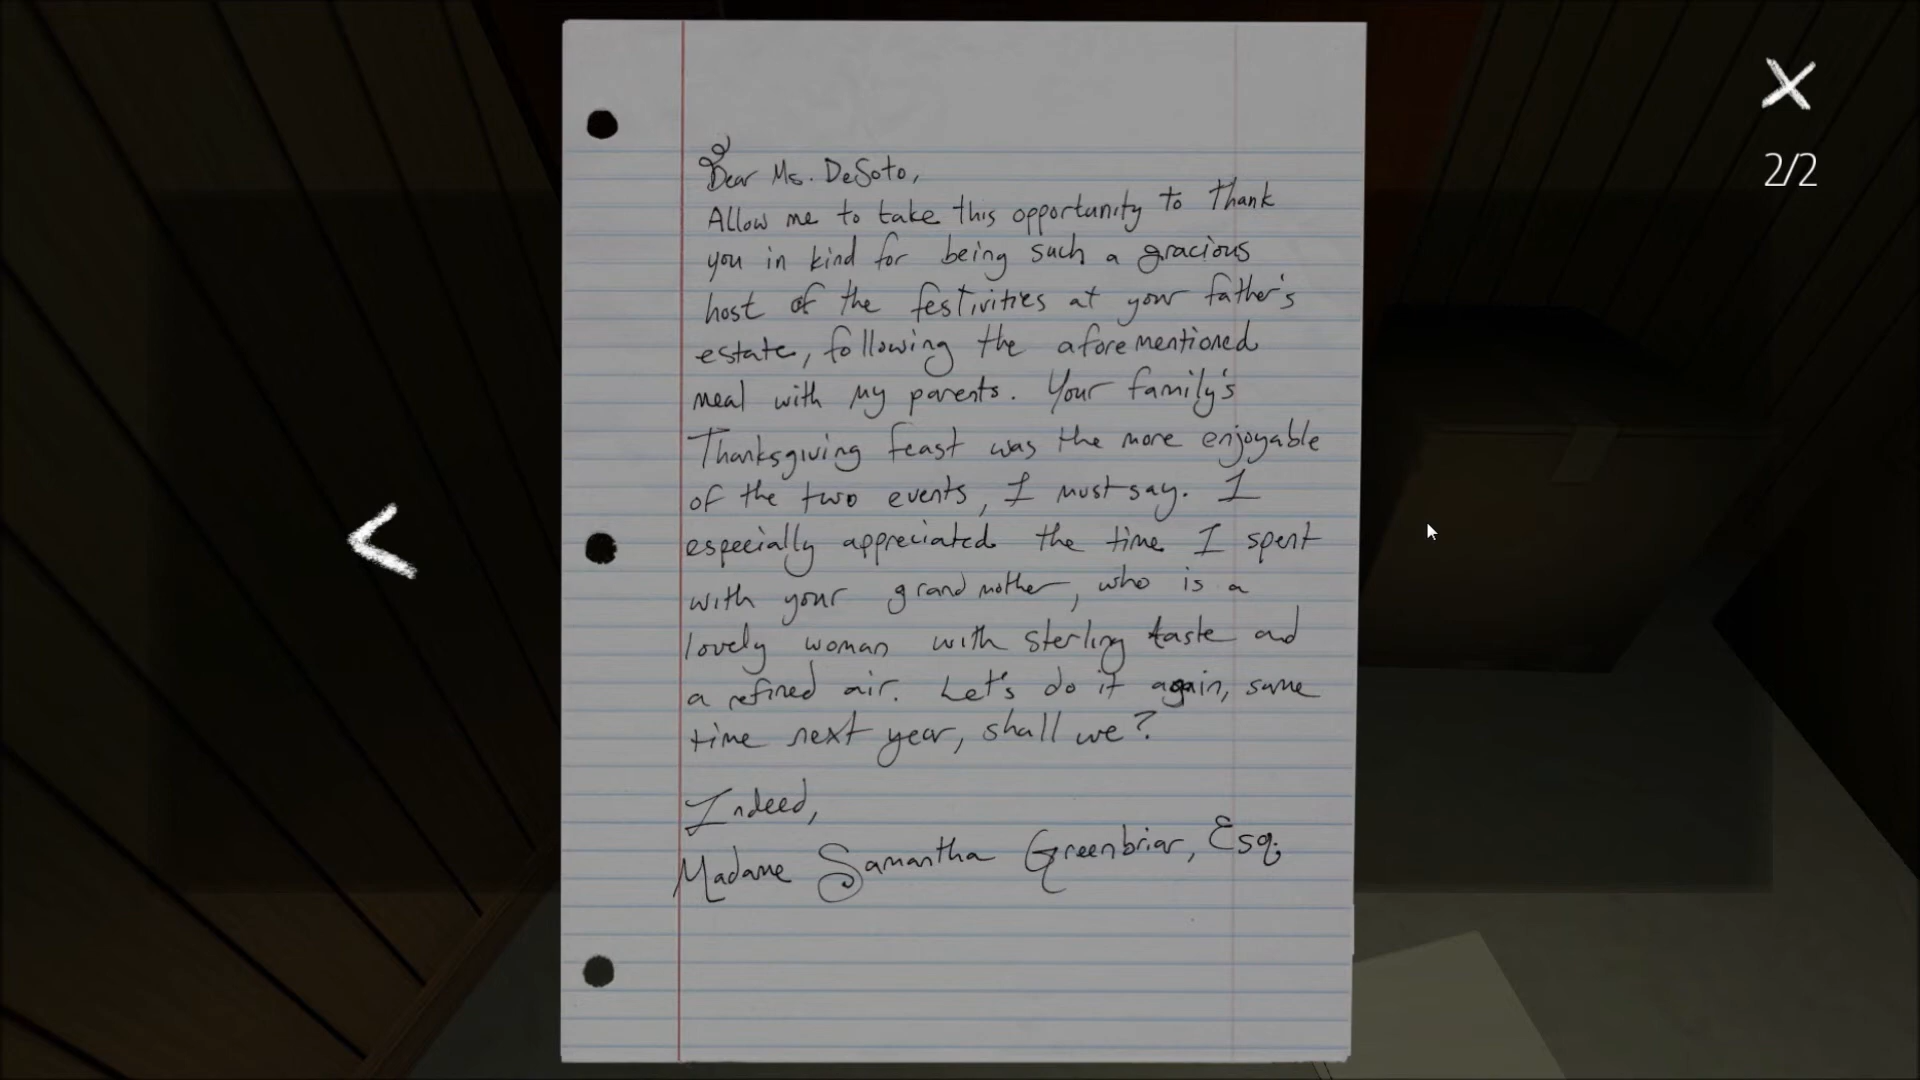 2/2
Dear Ms. DeSoto,
Allow me to take this opportunity to thank
you in kind for being such a gracious
host of the festivities at your father's
estate, following the aforementioned
meal with my parents. Your family's
Thanksgiving feast was the more enjoyable
of the two events, I must say. I
especially appreciated the time I spent
with your grandmother, who is a
lovely woman with sterling taste and
a refined air. Let's do it again, same
time next year, shall we?
Indeed,
Madame Samantha Greenbriar, Esq.